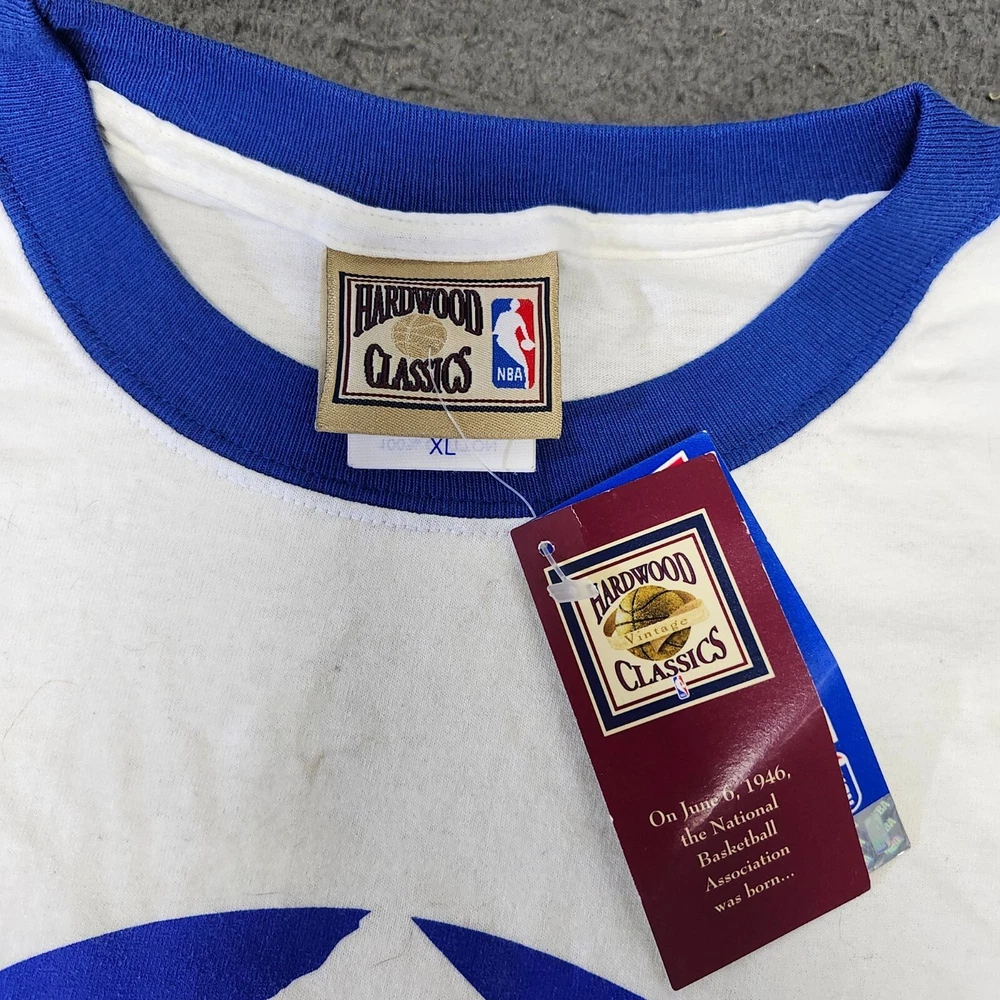 HARDWOOD
CLASSICS
NBA
XL
HARDWOOD
Vintage
CLASSICS
On June 6, 1946,
the National
Basketball
Association
was born...